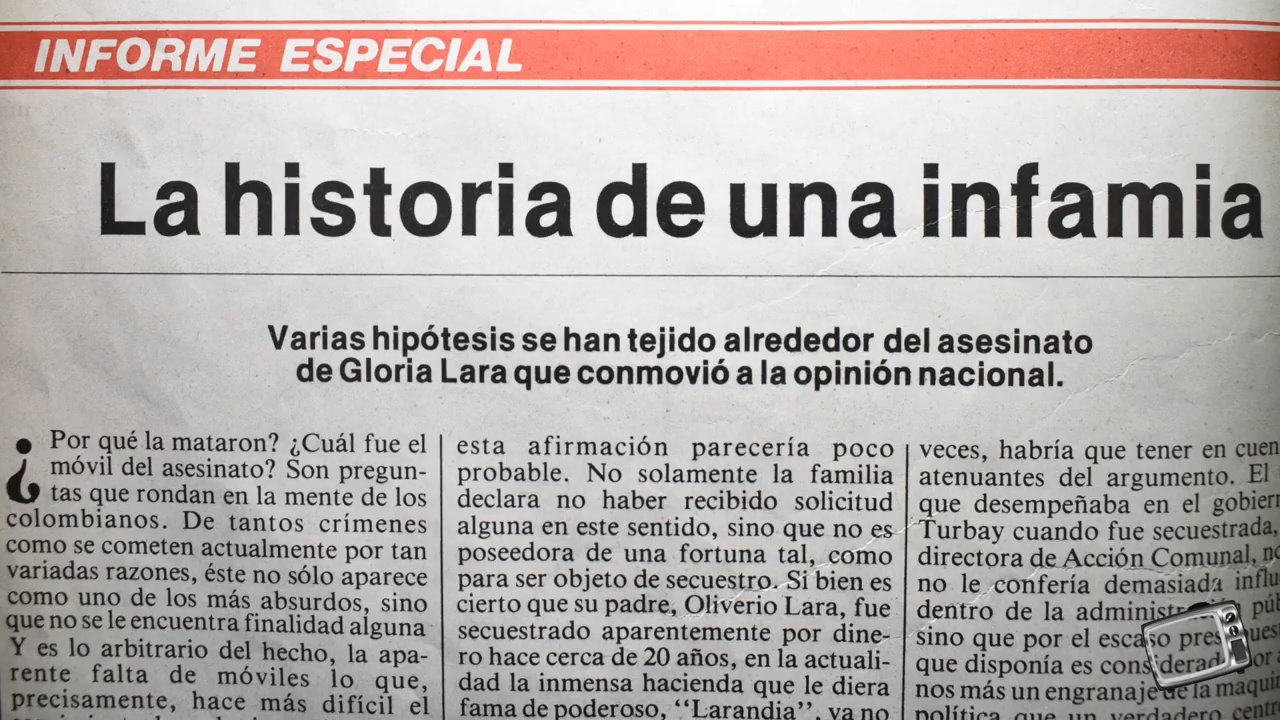 INFORME ESPECIAL
La historia de una infamia
Varias hipótesis se han tejido alrededor del asesinato
de Gloria Lara que conmovió a la opinión nacional.
¿Por qué la mataron? ¿Cuál fue el
móvil del asesinato? Son pregun-
tas que rondan en la mente de los
colombianos. De tantos crímenes
como se cometen actualmente por tan
variadas razones, éste no sólo aparece
como uno de los más absurdos, sino
que no se le encuentra finalidad alguna
Y es lo arbitrario del hecho, la apa-
rente falta de móviles lo que,
precisamente, hace más difícil el
esta afirmación parecería poco
probable. No solamente la familia
declara no haber recibido solicitud
alguna en este sentido, sino que no es
poseedora de una fortuna tal, como
para ser objeto de secuestro. Si bien es
cierto que su padre, Oliverio Lara, fue
secuestrado aparentemente por dine-
ro hace cerca de 20 años, en la actuali-
dad la inmensa hacienda que le diera
fama de poderoso, "Larandia", ya no
veces, habría que tener en cuen
atenuantes del argumento. El
que desempeñaba en el gobier
Turbay cuando fue secuestrada,
directora de Acción Comunal, no
no le confería demasiada influ
dentro de la púb
sino que por el escaso
que disponía es
nos más un engranaje de la maqui
política que un verdadero centr